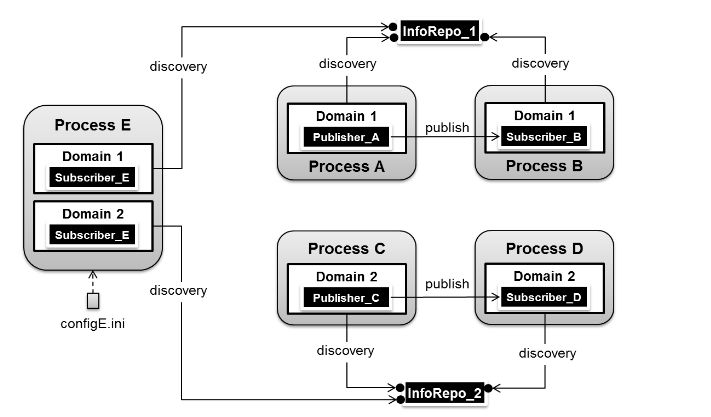 InfoRepo_1
discovery
discovery
discovery
Process E
Domain 1
Subscriber_E
Domain 2
Subscriber_E
configE.ini
Domain 1
Publisher_A
Process A
publish
Domain 1
Subscriber_B
Process B
Process C
Domain 2
Publisher_C
publish
Process D
Domain 2
Subscriber_D
discovery
discovery
discovery
InfoRepo_2